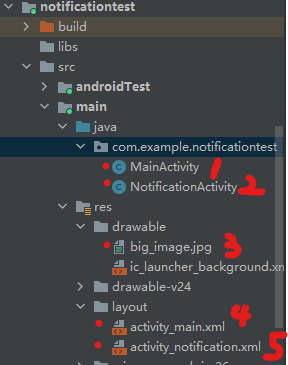 notificationtest
build
libs
src
androidTest
main
java
com.example.notificationtest
MainActivity 1
NotificationActivity 2
res
drawable
big_image.jpg 3
ic_launcher_background.xn
drawable-v24
layout 4
activity_main.xml
activity_notification.xml 5